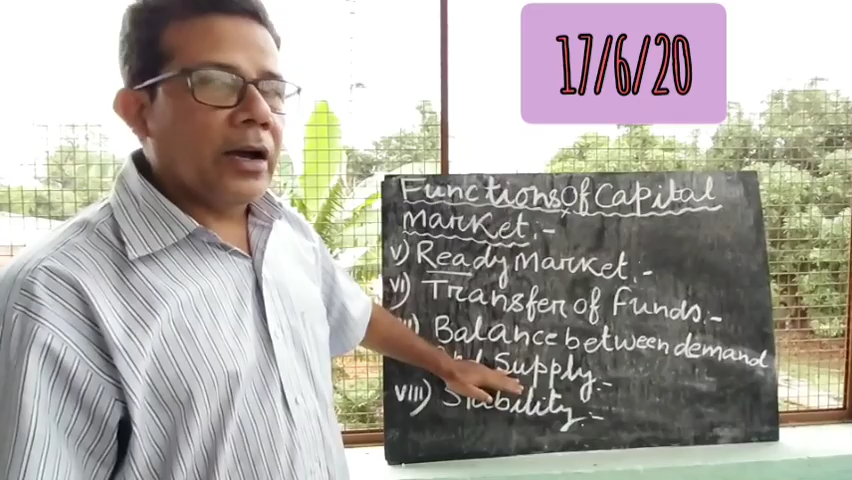 17/6/20
Functions of Capital
MARKET:-
v) Ready MARket:-
vi) TRansfer of Funds:-
BAlance between demand
Supply:-
viii) Stability:-